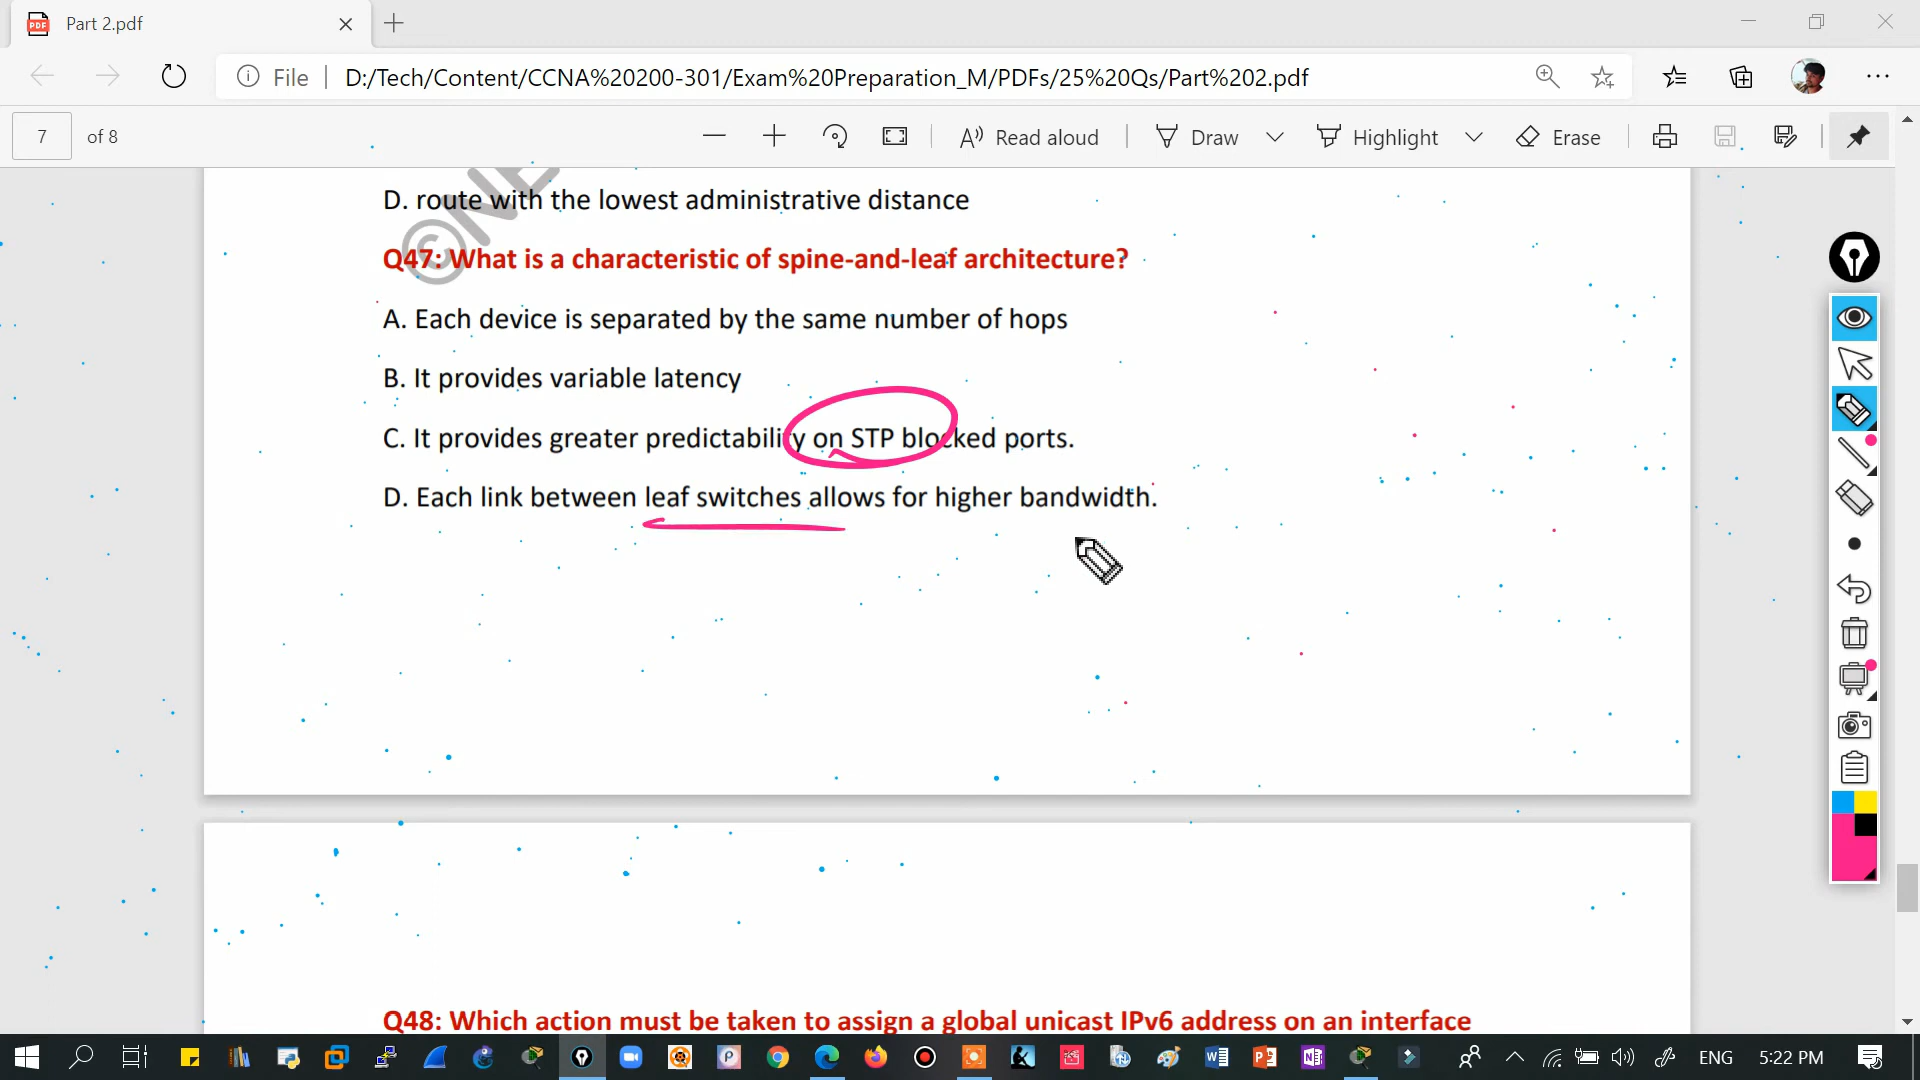 Part 2.pdf
File
D:/Tech/Content/CCNA%20200-301/Exam%20Preparation_M/PDFs/25%20Qs/Part%202.pdf
7 of 8
Read aloud
Draw
Highlight
Erase
©NE
D. route with the lowest administrative distance
Q47: What is a characteristic of spine-and-leaf architecture?
A. Each device is separated by the same number of hops
B. It provides variable latency
C. It provides greater predictability on STP blocked ports.
D. Each link between leaf switches allows for higher bandwidth.
Q48: Which action must be taken to assign a global unicast IPv6 address on an interface
ENG
5:22 PM